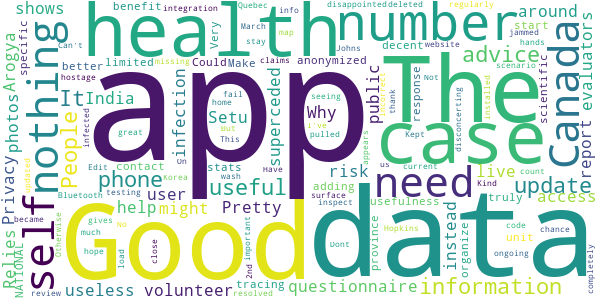 shows
benefit
Quebec
integration
March
info
disappointeddeleted
regularly
map
Can't
missing
health
number
around
start
jammed
specific
very
limited
anonymized
decent
website
hands
better
hostage
Could
Make
stay
Johns
claims
scenario
Arogya
photos
nothing
It
India
app
The
Canada
advice
evaluators
People
infection
Setu
fail
seeing
home
dut
I've
This
pulled
Why
superceded
public
Not
thank
response
incorrect
disconcerting
installed
scientific
case
infected
great
wash
Have
updated
Edit
contact
On
stats
us
current
count
Kind
Bluetooth
testing
Korea
risk
appears
phone
useful
need
live
report
Privacy
self
user
adding
surface
inspect
Dont
usefulness
update
became
help
might
Pretty
province
truly
access
Relies
NATIONAL
Good
data
instead
organize
Otherwise
much
gives
No
close
2nd
important
Hopkins
code
unit
ongoing
chance
hope
load
tracing
resolved
questionnaire
information
review
useless
volunteer
completely